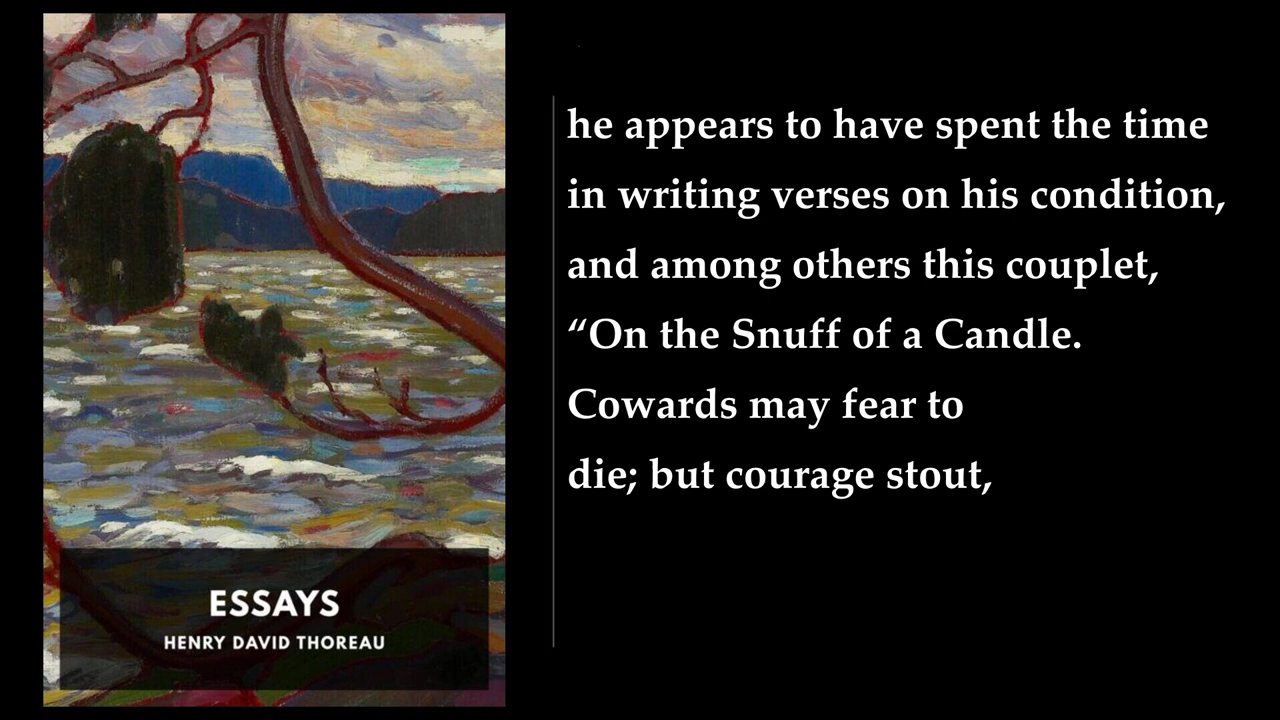 ESSAYS
HENRY DAVID THOREAU
he appears to have spent the time
in writing verses on his condition,
and among others this couplet,
“On the Snuff of a Candle.
Cowards may fear to
die; but courage stout,